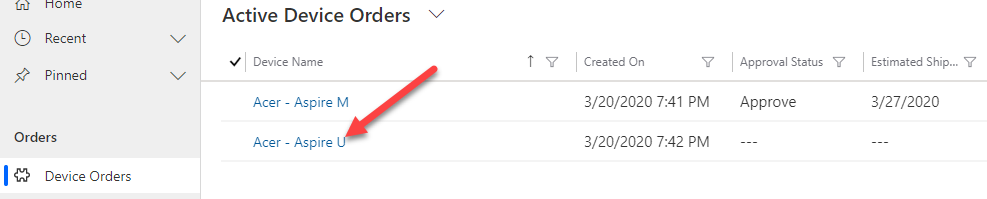 Home
Recent
Pinned
Orders
Device Orders
Active Device Orders
Device Name Created On Approval Status Estimated Ship...
Acer - Aspire M 3/20/2020 7:41 PM Approve 3/27/2020
Acer - Aspire U 3/20/2020 7:42 PM --- ---